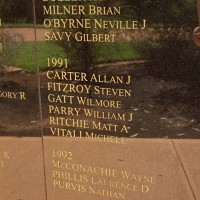 MILNER BRIAN
O'BYRNE NEVILLE J
SAVY GILBERT
1991
CARTER ALLAN J
FITZROY STEVEN
GATT WILMORE
PARRY WILLIAM J
RITCHIE MATT A
VITALI MICHELE
1992
MCCONACHIE WAYNE
PHILLIS LAURENCE D
PURVIS NATHAN